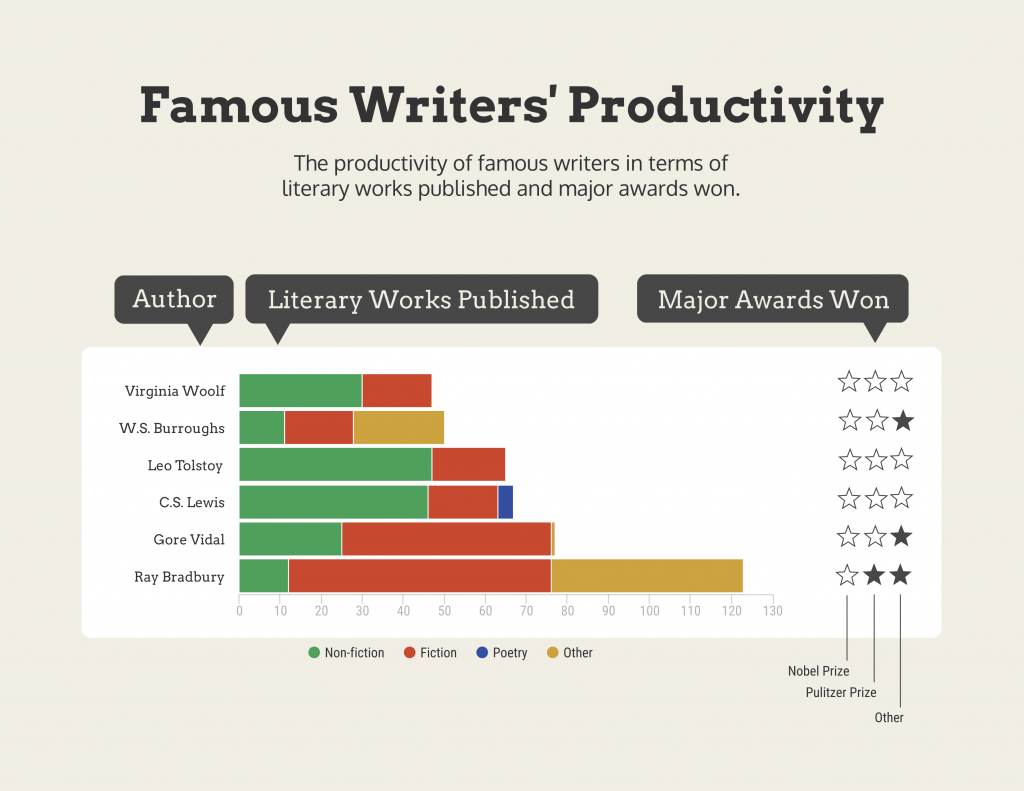 Famous Writers' Productivity
The productivity of famous writers in terms of
literary works published and major awards won.
Author
Literary Works Published
Major Awards Won
Virginia Woolf
W.S. Burroughs
Leo Tolstoy
C.S. Lewis
Gore Vidal
Ray Bradbury
0 10 20 30 40 50 60 70 80 90 100 110 120 130
Non-fiction Fiction Poetry Other
Nobel Prize
Pulitzer Prize
Other